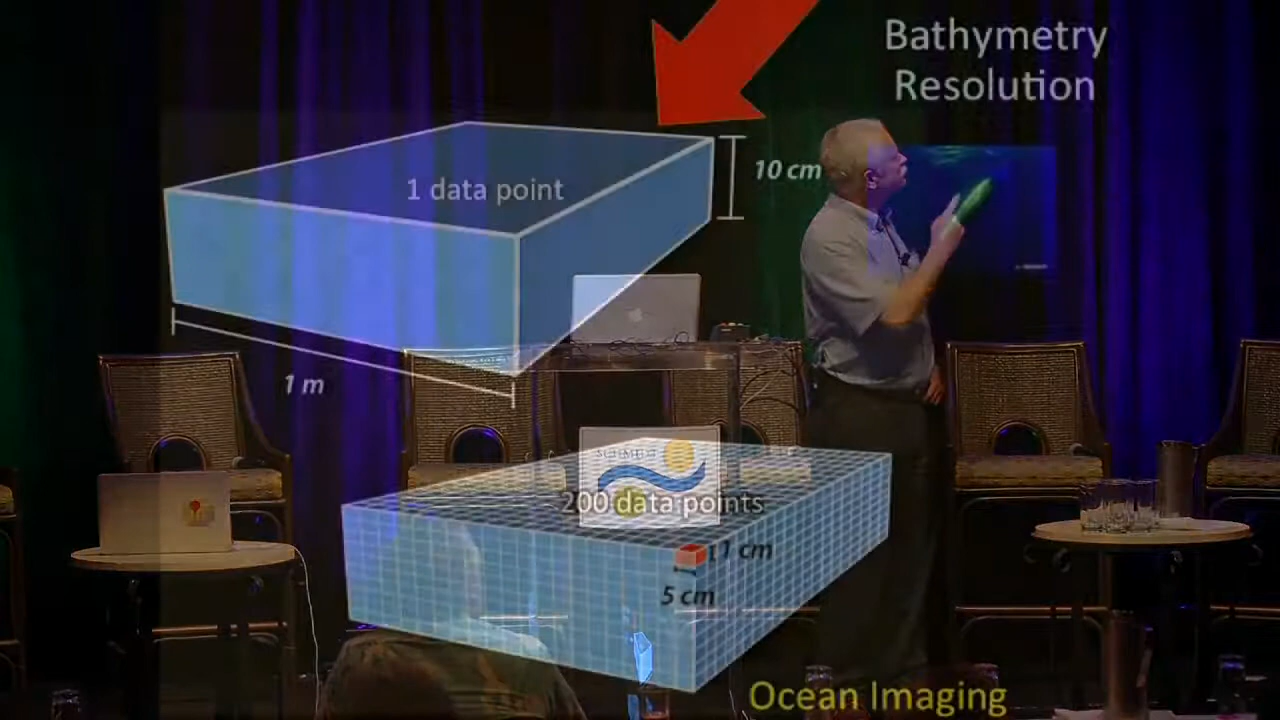 Bathymetry
Resolution
10 cm
1 data point
1 m
200 data points
1 cm
5 cm
Ocean Imaging